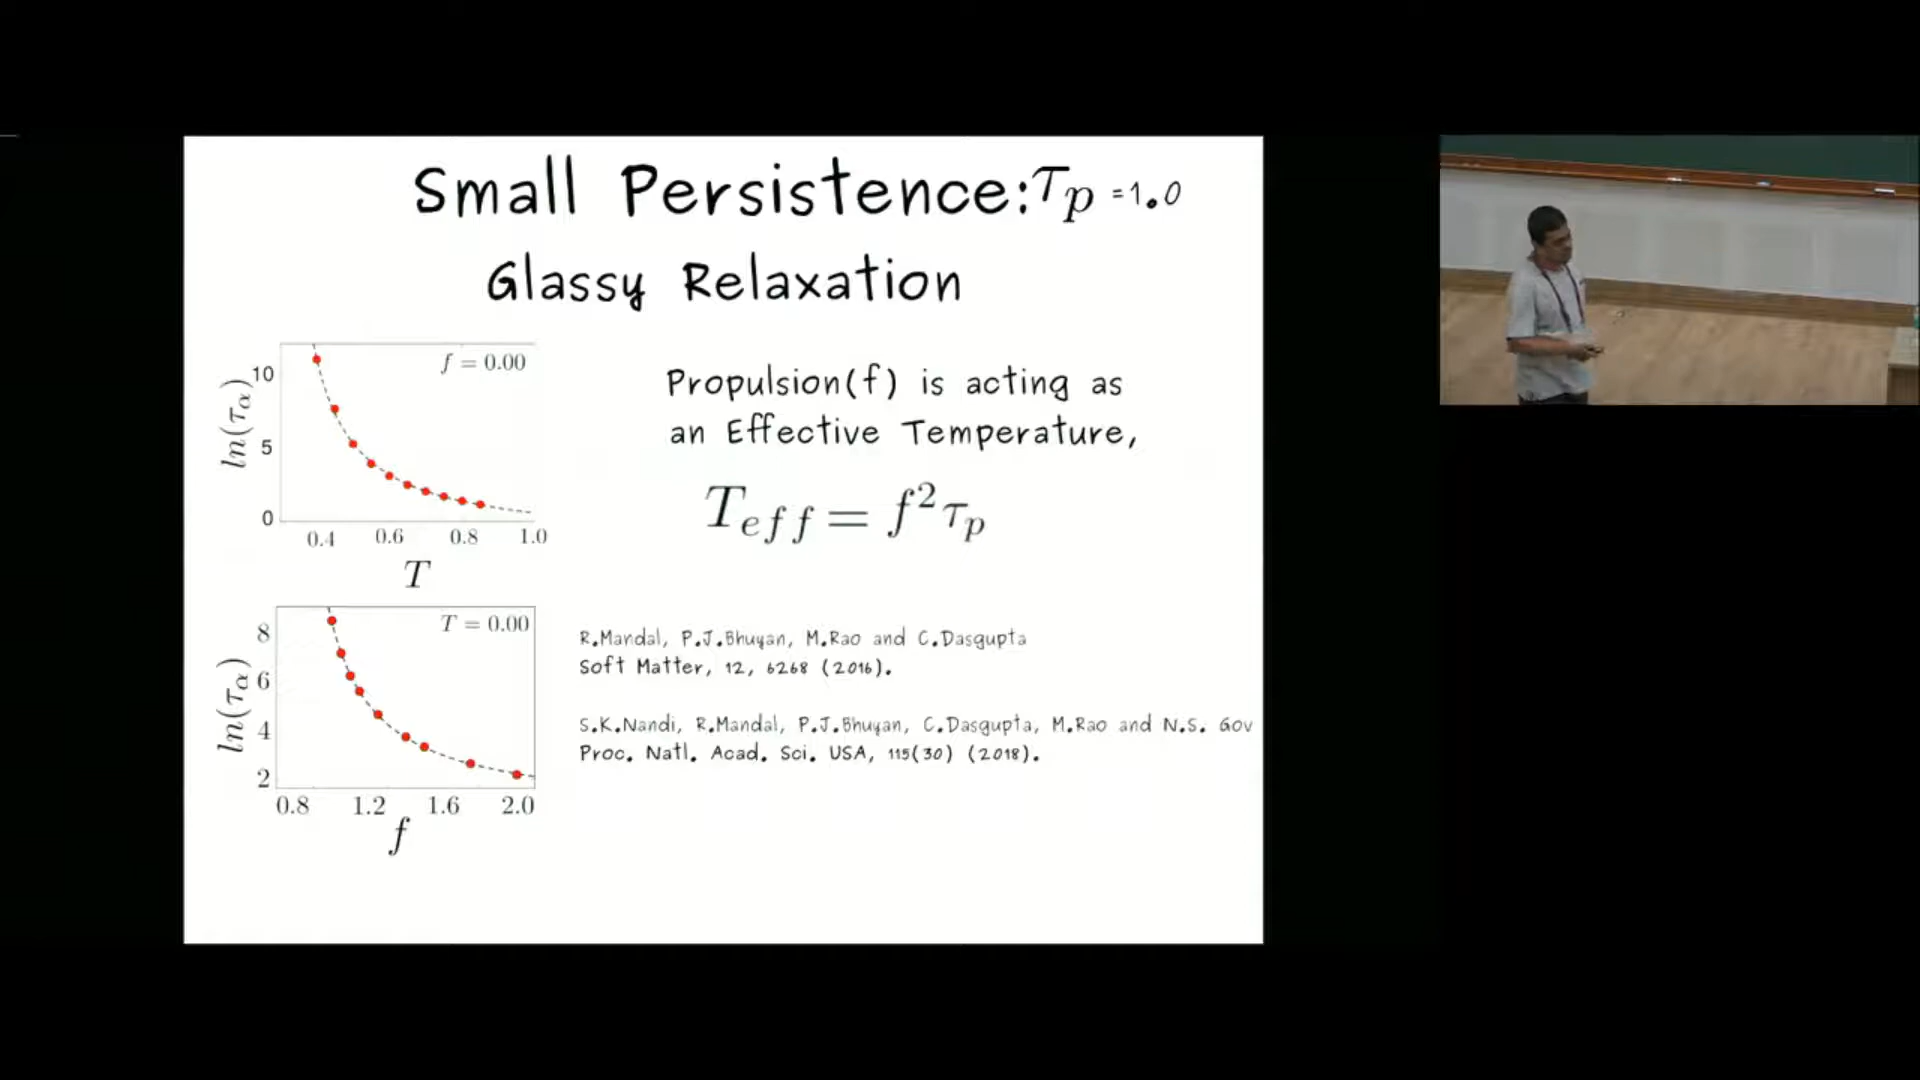 Small Persistence: τp =1.0
Glassy Relaxation
f = 0.00
ln(τα)
10
5
0
0.4 0.6 0.8 1.0
T
Propulsion(f) is acting as
an Effective Temperature,
Teff = f²τp
T = 0.00
ln(τα)
8
6
4
2
0.8 1.2 1.6 2.0
f
R.Mandal, P.J.Bhuyan, M.Rao and C.Dasgupta
Soft Matter, 12, 6268 (2016).
S.K.Nandi, R.Mandal, P.J.Bhuyan, C.Dasgupta, M.Rao and N.S. Gov
Proc. Natl. Acad. Sci. USA, 115(30) (2018).